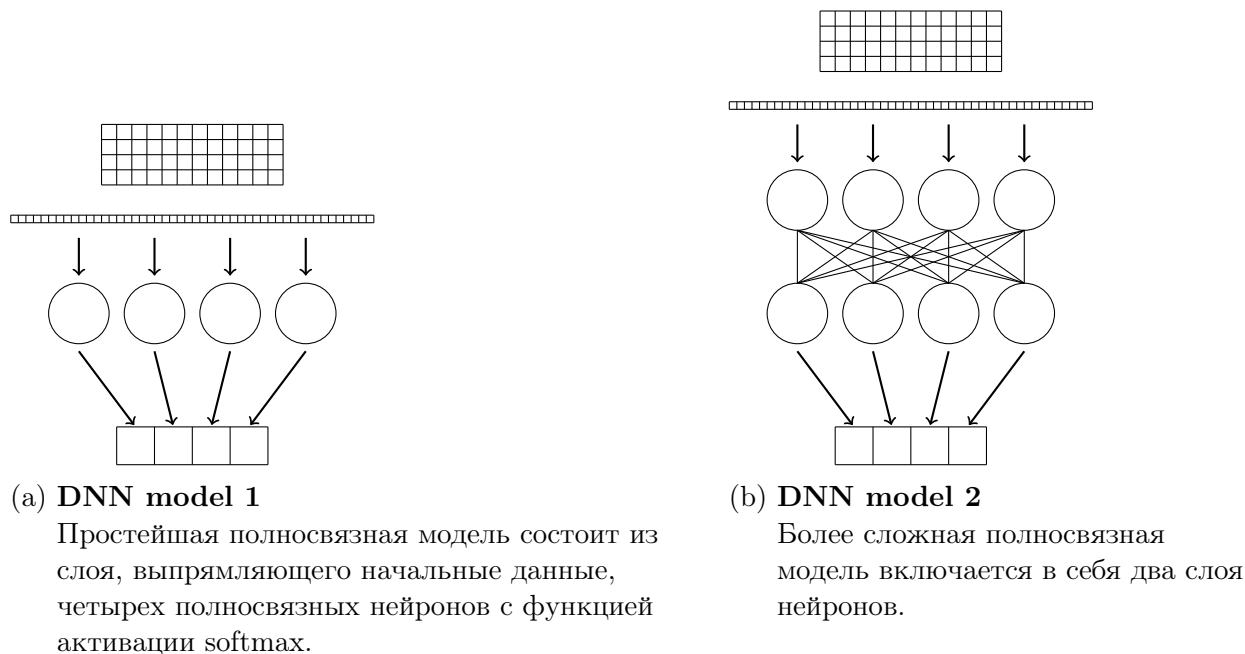 (a) DNN model 1
Простейшая полносвязная модель состоит из
слоя, выпрямляющего начальные данные,
четырех полносвязных нейронов с функцией
активации softmax.
(b) DNN model 2
Более сложная полносвязная
модель включается в себя два слоя
нейронов.